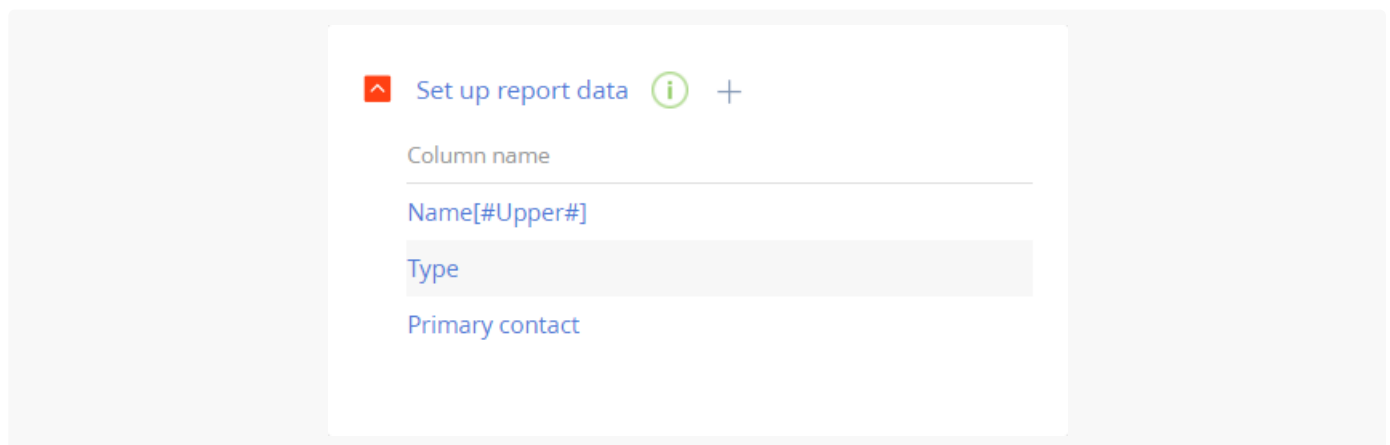 Set up report data
Column name
Name[#Upper#]
Type
Primary contact